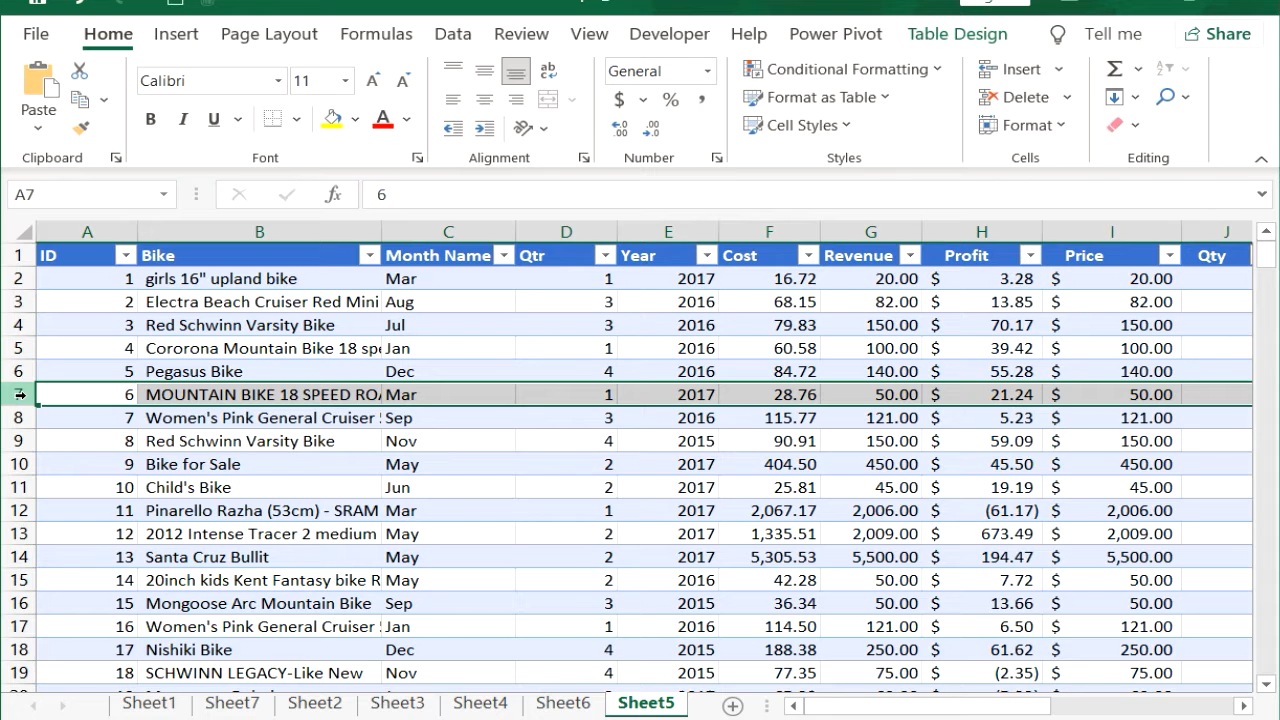 File Home Insert Page Layout Formulas Data Review View Developer Help Power Pivot Table Design Tell me Share
Paste
Calibri 11
B I U A
ab
General
$ % ,
Conditional Formatting
Format as Table
Cell Styles
Insert
Delete
Format
Clipboard Font Alignment Number Styles Cells Editing
A7 fx 6
A B C D E F G H I J
1 ID Bike Month Name Qtr Year Cost Revenue Profit Price Qty
2 1 girls 16" upland bike Mar 1 2017 16.72 20.00 $ 3.28 $ 20.00
3 2 Electra Beach Cruiser Red Mini Aug 3 2016 68.15 82.00 $ 13.85 $ 82.00
4 3 Red Schwinn Varsity Bike Jul 3 2016 79.83 150.00 $ 70.17 $ 150.00
5 4 Cororona Mountain Bike 18 spe Jan 1 2016 60.58 100.00 $ 39.42 $ 100.00
6 5 Pegasus Bike Dec 4 2016 84.72 140.00 $ 55.28 $ 140.00
7 6 MOUNTAIN BIKE 18 SPEED ROA Mar 1 2017 28.76 50.00 $ 21.24 $ 50.00
8 7 Women's Pink General Cruiser Sep 3 2016 115.77 121.00 $ 5.23 $ 121.00
9 8 Red Schwinn Varsity Bike Nov 4 2015 90.91 150.00 $ 59.09 $ 150.00
10 9 Bike for Sale May 2 2017 404.50 450.00 $ 45.50 $ 450.00
11 10 Child's Bike Jun 2 2017 25.81 45.00 $ 19.19 $ 45.00
12 11 Pinarello Razha (53cm) - SRAM Mar 1 2017 2,067.17 2,006.00 $ (61.17) $ 2,006.00
13 12 2012 Intense Tracer 2 medium May 2 2017 1,335.51 2,009.00 $ 673.49 $ 2,009.00
14 13 Santa Cruz Bullit May 2 2017 5,305.53 5,500.00 $ 194.47 $ 5,500.00
15 14 20inch kids Kent Fantasy bike R May 2 2016 42.28 50.00 $ 7.72 $ 50.00
16 15 Mongoose Arc Mountain Bike Sep 3 2015 36.34 50.00 $ 13.66 $ 50.00
17 16 Women's Pink General Cruiser Jan 1 2016 114.50 121.00 $ 6.50 $ 121.00
18 17 Nishiki Bike Dec 4 2015 188.38 250.00 $ 61.62 $ 250.00
19 18 SCHWINN LEGACY-Like New Nov 4 2015 77.35 75.00 $ (2.35) $ 75.00
Sheet1 Sheet7 Sheet2 Sheet3 Sheet4 Sheet6 Sheet5